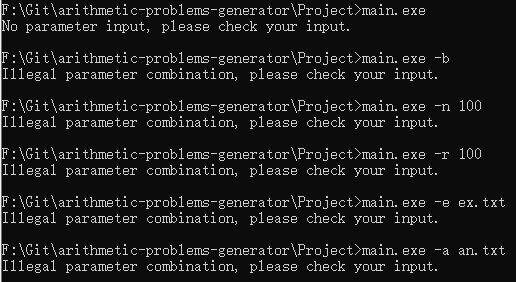 F:\Git\arithmetic-problems-generator\Project>main.exe
No parameter input, please check your input.
F:\Git\arithmetic-problems-generator\Project>main.exe -b
Illegal parameter combination, please check your input.
F:\Git\arithmetic-problems-generator\Project>main.exe -n 100
Illegal parameter combination, please check your input.
F:\Git\arithmetic-problems-generator\Project>main.exe -r 100
Illegal parameter combination, please check your input.
F:\Git\arithmetic-problems-generator\Project>main.exe -e ex.txt
Illegal parameter combination, please check your input.
F:\Git\arithmetic-problems-generator\Project>main.exe -a an.txt
Illegal parameter combination, please check your input.